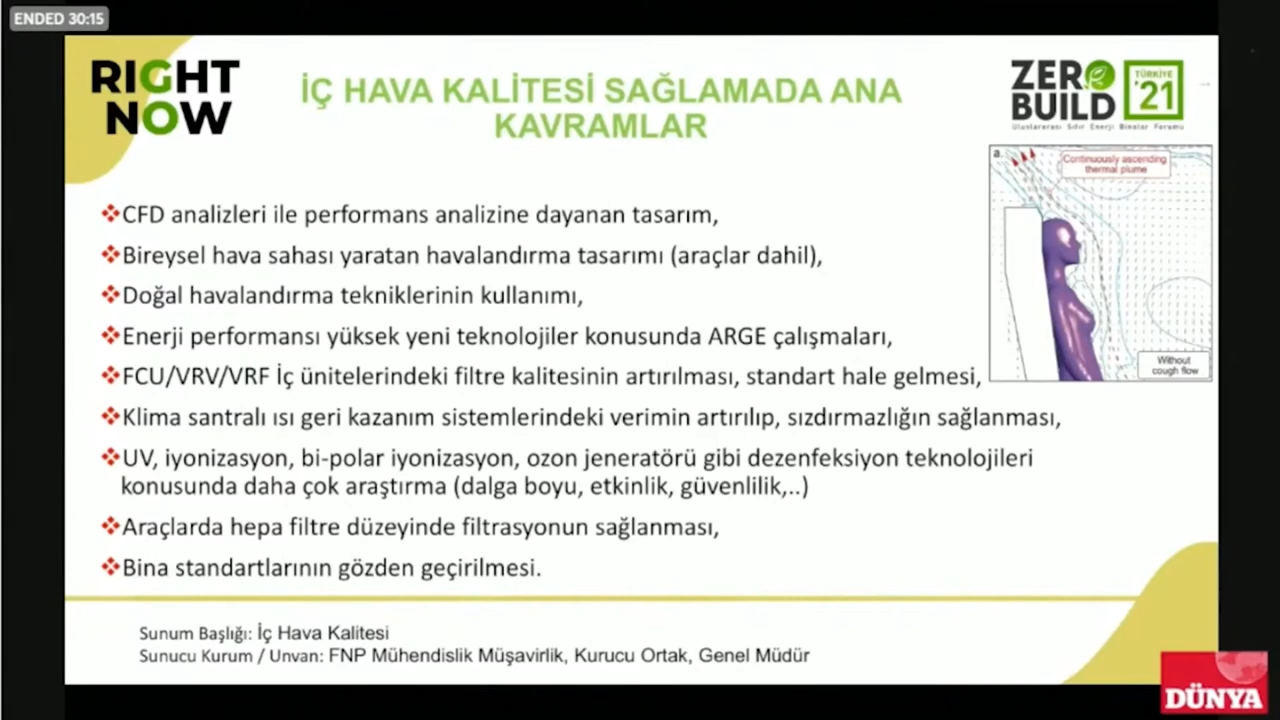 ENDED 30:15
RIGHT
NOW
İÇ HAVA KALİTESİ SAĞLAMADA ANA
KAVRAMLAR
ZERO
BUILD
TÜRKİYE
'21
Uluslararası Sıfır Enerji Binalar Forumu
a.
Continuously ascending
thermal plume
Without
cough flow
❖CFD analizleri ile performans analizine dayanan tasarım,
❖Bireysel hava sahası yaratan havalandırma tasarımı (araçlar dahil),
❖Doğal havalandırma tekniklerinin kullanımı,
❖Enerji performansı yüksek yeni teknolojiler konusunda ARGE çalışmaları,
❖FCU/VRV/VRF İç ünitelerindeki filtre kalitesinin artırılması, standart hale gelmesi,
❖Klima santralı ısı geri kazanım sistemlerindeki verimin artırılıp, sızdırmazlığın sağlanması,
❖UV, iyonizasyon, bi-polar iyonizasyon, ozon jeneratörü gibi dezenfeksiyon teknolojileri
konusunda daha çok araştırma (dalga boyu, etkinlik, güvenlilik,..)
❖Araçlarda hepa filtre düzeyinde filtrasyonun sağlanması,
❖Bina standartlarının gözden geçirilmesi.
Sunum Başlığı: İç Hava Kalitesi
Sunucu Kurum / Unvan: FNP Mühendislik Müşavirlik, Kurucu Ortak, Genel Müdür
DÜNYA